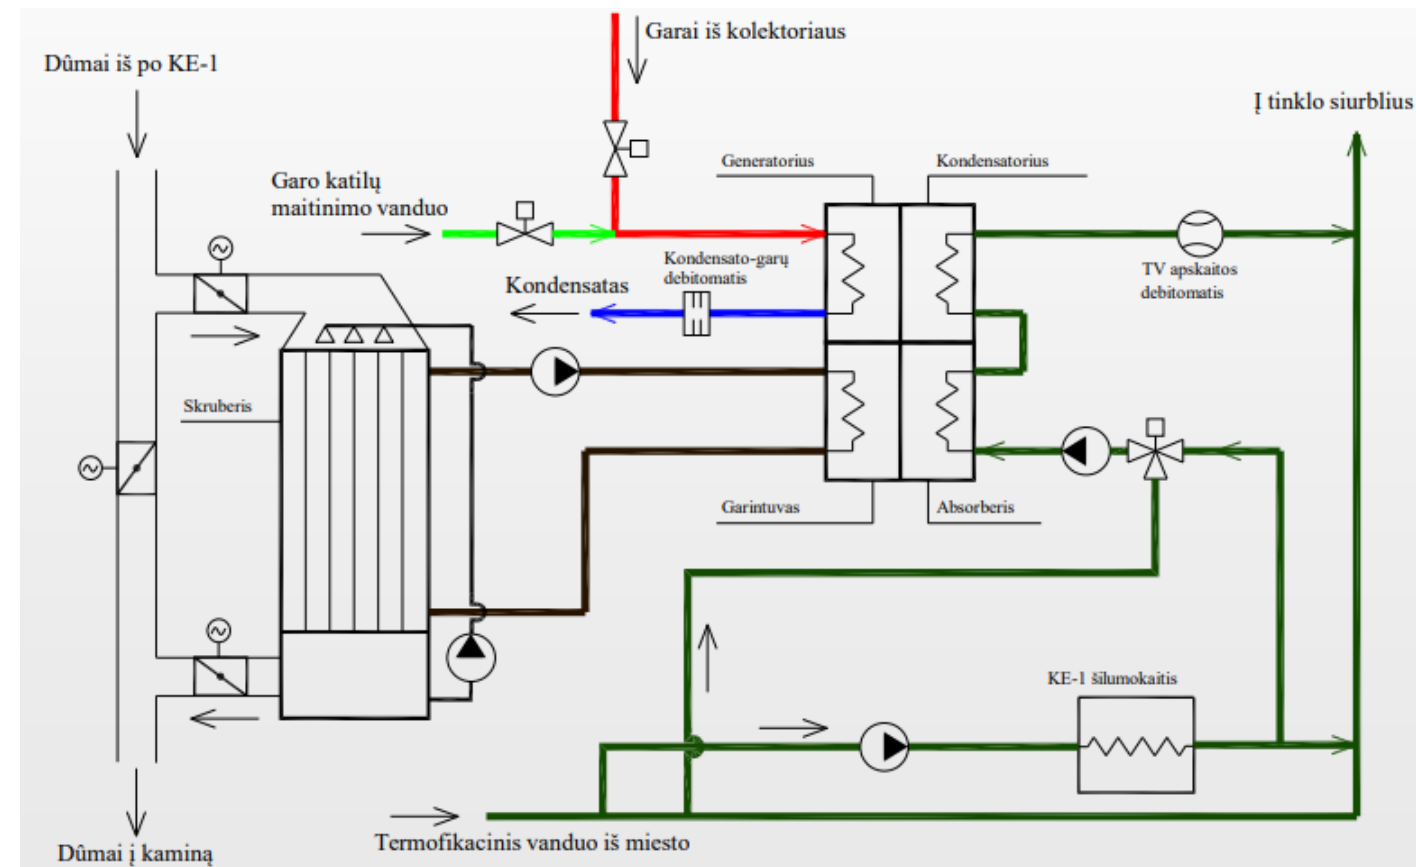 Garai iš kolektoriaus
Dûmai iš po KE-1
Į tinklo siurblius
Generatorius
Kondensatorius
Garo katilų
maitinimo vanduo
Kondensato-garų
debitomatis
Kondensatas
TV apskaitos
debitomatis
Skruberis
Garintuvas
Absorberis
KE-1 šilumokaitis
Termofikacinis vanduo iš miesto
Dûmai į kaminą